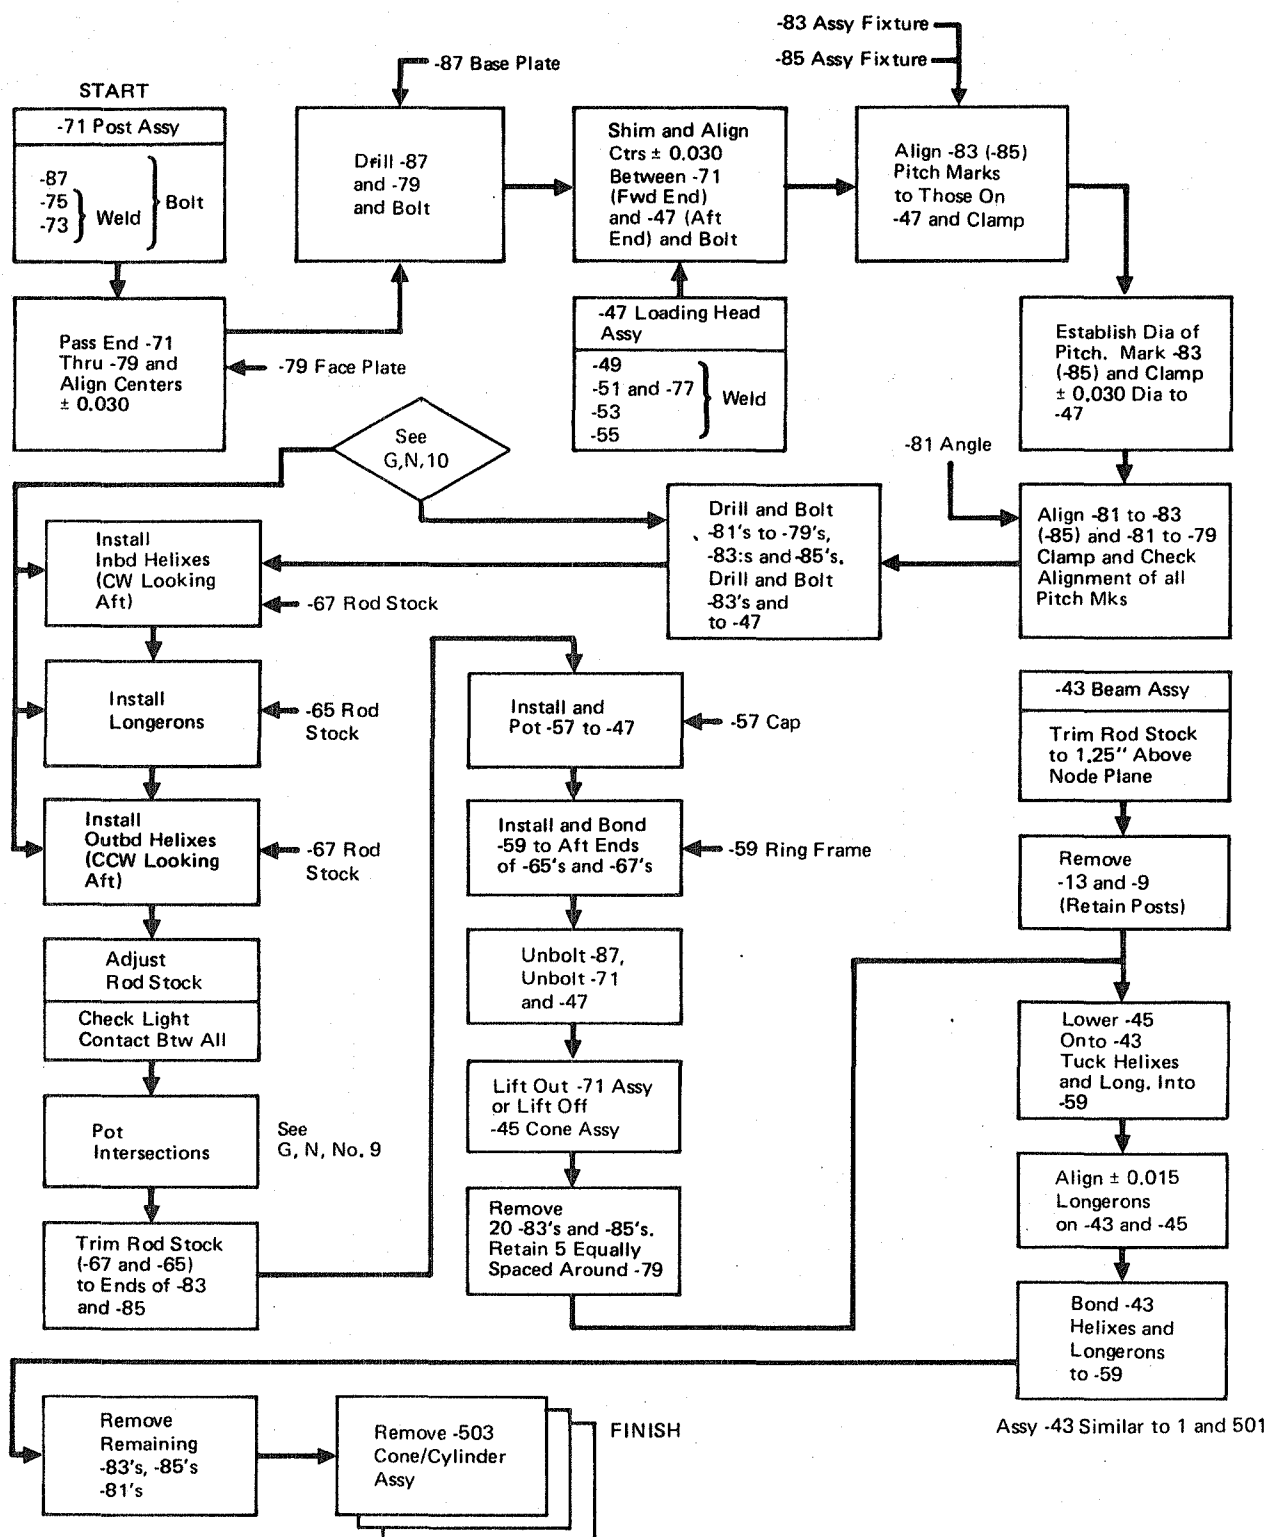 START
-71 Post Assy
-87
-75
-73
Weld
Bolt
Pass End -71
Thru -79 and
Align Centers
± 0.030
-79 Face Plate
-87 Base Plate
Drill -87
and -79
and Bolt
Shim and Align
Ctrs ± 0.030
Between -71
(Fwd End)
and -47 (Aft
End) and Bolt
-47 Loading Head
Assy
-49
-51 and -77
-53
-55
Weld
-83 Assy Fixture
-85 Assy Fixture
Align -83 (-85)
Pitch Marks
to Those On
-47 and Clamp
Establish Dia of
Pitch. Mark -83
(-85) and Clamp
± 0.030 Dia to
-47
-81 Angle
Align -81 to -83
(-85) and -81 to -79
Clamp and Check
Alignment of all
Pitch Mks
Drill and Bolt
-81's to -79's,
-83:s and -85's.
Drill and Bolt
-83's and
to -47
See
G,N,10
Install
Inbd Helixes
(CW Looking
Aft)
-67 Rod Stock
Install
Longerons
-65 Rod
Stock
Install
Outbd Helixes
(CCW Looking
Aft)
-67 Rod
Stock
Adjust
Rod Stock
Check Light
Contact Btw All
Pot
Intersections
See
G, N, No. 9
Trim Rod Stock
(-67 and -65)
to Ends of -83
and -85
Install and
Pot -57 to -47
-57 Cap
Install and Bond
-59 to Aft Ends
of -65's and -67's
-59 Ring Frame
Unbolt -87,
Unbolt -71
and -47
Lift Out -71 Assy
or Lift Off
-45 Cone Assy
Remove
20 -83's and -85's.
Retain 5 Equally
Spaced Around -79
-43 Beam Assy
Trim Rod Stock
to 1.25" Above
Node Plane
Remove
-13 and -9
(Retain Posts)
Lower -45
Onto -43
Tuck Helixes
and Long. Into
-59
Align ± 0.015
Longerons
on -43 and -45
Bond -43
Helixes and
Longerons
to -59
Assy -43 Similar to 1 and 501
Remove
Remaining
-83's, -85's
-81's
Remove -503
Cone/Cylinder
Assy
FINISH